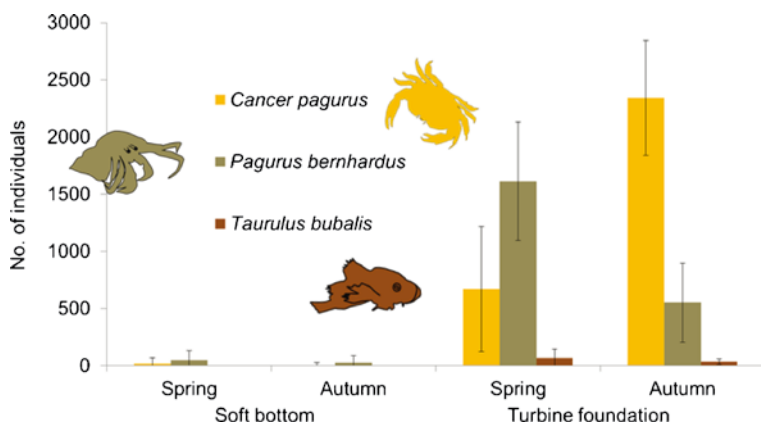 No. of individuals
3000
2500
2000
1500
1000
500
0
Cancer pagurus
Pagurus bernhardus
Taurulus bubalis
Spring Autumn Spring Autumn
Soft bottom Turbine foundation